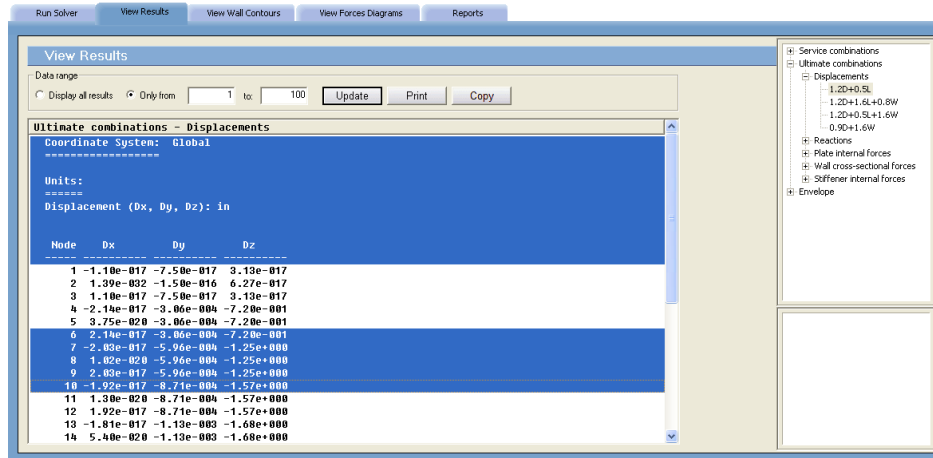 Run Solver View Results View Wall Contours View Forces Diagrams Reports
View Results
Data range
Display all results Only from 1 to: 100 Update Print Copy
Ultimate combinations - Displacements
Coordinate System: Global
==================
Units:
======
Displacement (Dx, Dy, Dz): in
Node Dx Dy Dz
----- ---------- ---------- ----------
1 -1.10e-017 -7.50e-017 3.13e-017
2 1.39e-032 -1.50e-016 6.27e-017
3 1.10e-017 -7.50e-017 3.13e-017
4 -2.14e-017 -3.06e-004 -7.20e-001
5 3.75e-020 -3.06e-004 -7.20e-001
6 2.14e-017 -3.06e-004 -7.20e-001
7 -2.03e-017 -5.96e-004 -1.25e+000
8 1.02e-020 -5.96e-004 -1.25e+000
9 2.03e-017 -5.96e-004 -1.25e+000
10 -1.92e-017 -8.71e-004 -1.57e+000
11 1.30e-020 -8.71e-004 -1.57e+000
12 1.92e-017 -8.71e-004 -1.57e+000
13 -1.81e-017 -1.13e-003 -1.68e+000
14 5.40e-020 -1.13e-003 -1.68e+000
Service combinations
Ultimate combinations
Displacements
1.2D+0.5L
1.2D+1.6L+0.8W
1.2D+0.5L+1.6W
0.9D+1.6W
Reactions
Plate internal forces
Wall cross-sectional forces
Stiffener internal forces
Envelope